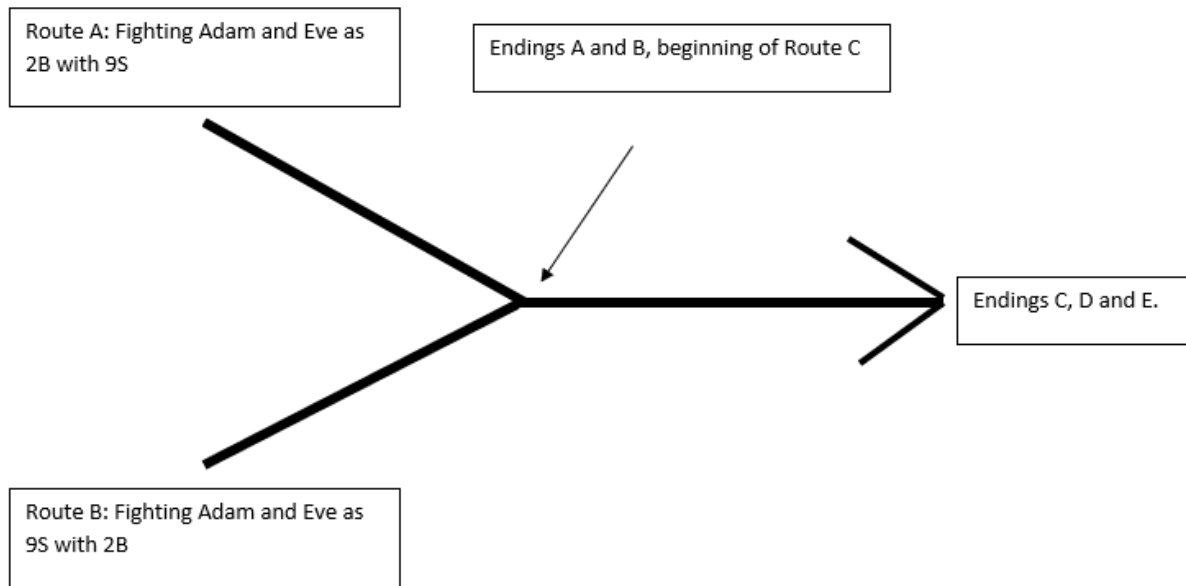 Route A: Fighting Adam and Eve as
2B with 9S
Endings A and B, beginning of Route C
Endings C, D and E.
Route B: Fighting Adam and Eve as
9S with 2B